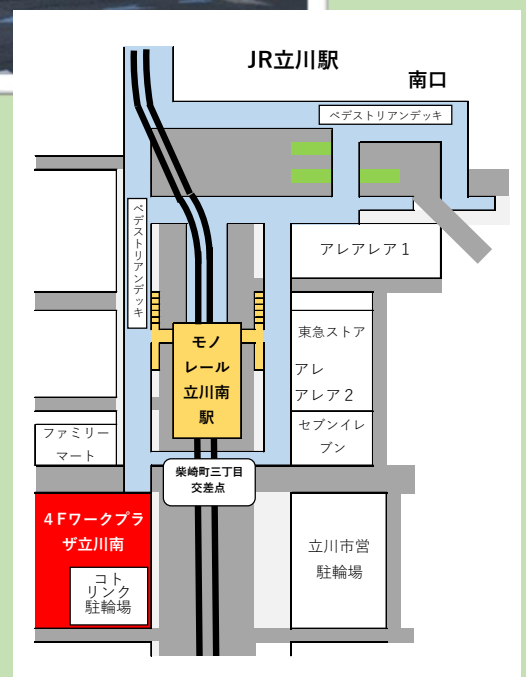 JR立川駅
南口
ペデストリアンデッキ
ペデストリアンデッキ
アレアレア１
モノ
レール
立川南
駅
東急ストア
アレ
アレア２
セブンイレ
ブン
ファミリー
マート
柴崎町三丁目
交差点
４Fワークプラ
ザ立川南
コト
リンク
駐輪場
立川市営
駐輪場